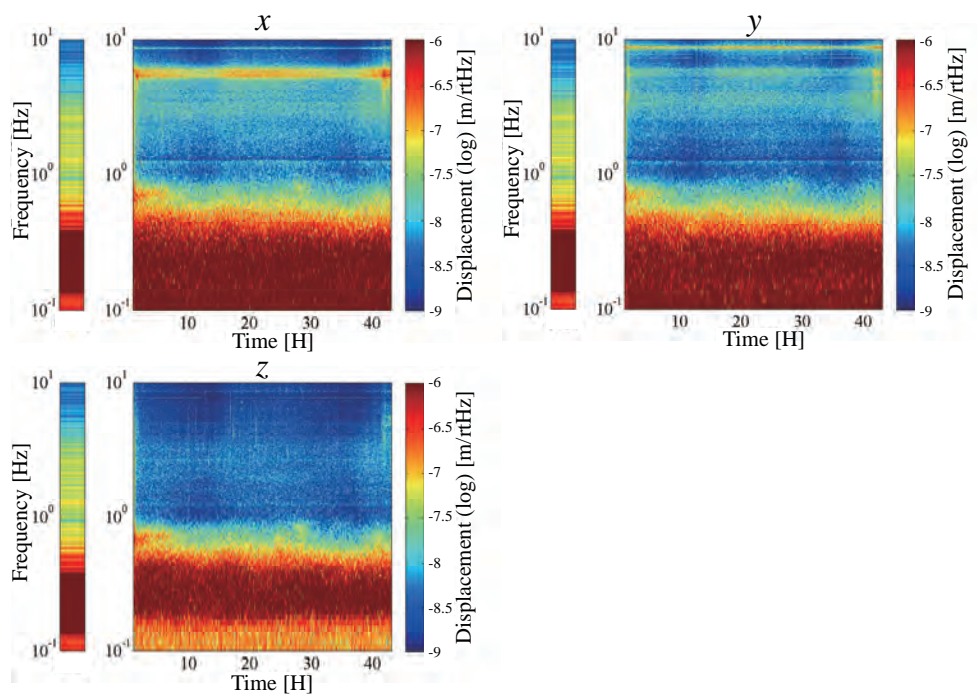 x
Frequency [Hz]
10¹
10⁰
10⁻¹
10¹
10⁰
10⁻¹
10 20 30 40
Time [H]
-6
-6.5
-7
-7.5
-8
-8.5
-9
Displacement (log) [m/rtHz]
y
Frequency [Hz]
10¹
10⁰
10⁻¹
10¹
10⁰
10⁻¹
10 20 30 40
Time [H]
-6
-6.5
-7
-7.5
-8
-8.5
-9
Displacement (log) [m/rtHz]
z
Frequency [Hz]
10¹
10⁰
10⁻¹
10¹
10⁰
10⁻¹
10 20 30 40
Time [H]
-6
-6.5
-7
-7.5
-8
-8.5
-9
Displacement (log) [m/rtHz]